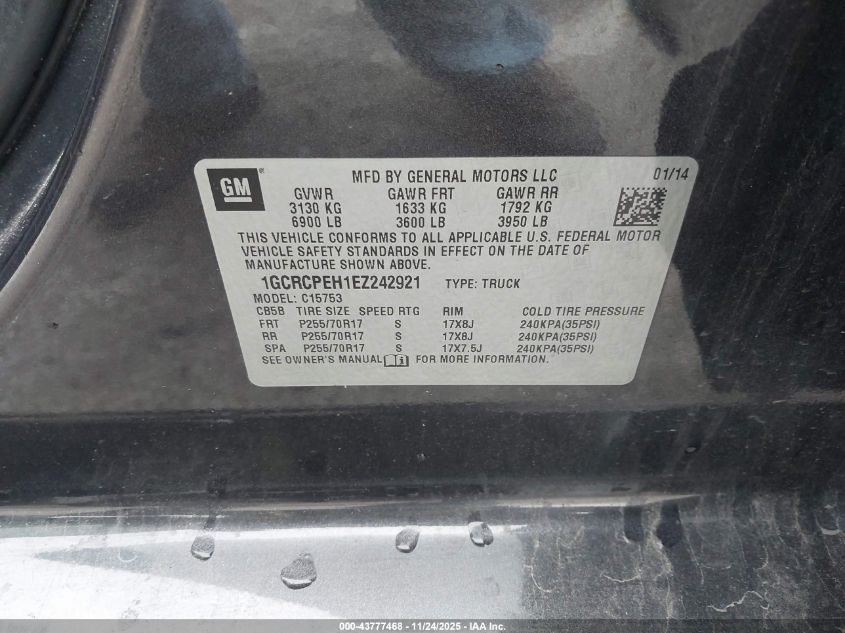 GM
MFD BY GENERAL MOTORS LLC 01/14
GVWR GAWR FRT GAWR RR
3130 KG 1633 KG 1792 KG
6900 LB 3600 LB 3950 LB
THIS VEHICLE CONFORMS TO ALL APPLICABLE U.S. FEDERAL MOTOR
VEHICLE SAFETY STANDARDS IN EFFECT ON THE DATE OF
MANUFACTURE SHOWN ABOVE.
1GCRCPEH1EZ242921 TYPE: TRUCK
MODEL: C15753
CB5B TIRE SIZE SPEED RTG RIM COLD TIRE PRESSURE
FRT P255/70R17 S 17X8J 240KPA(35PSI)
RR P255/70R17 S 17X8J 240KPA(35PSI)
SPA P255/70R17 S 17X7.5J 240KPA(35PSI)
SEE OWNER'S MANUAL FOR MORE INFORMATION.
000-43777468 - 11/24/2025 - IAA Inc.